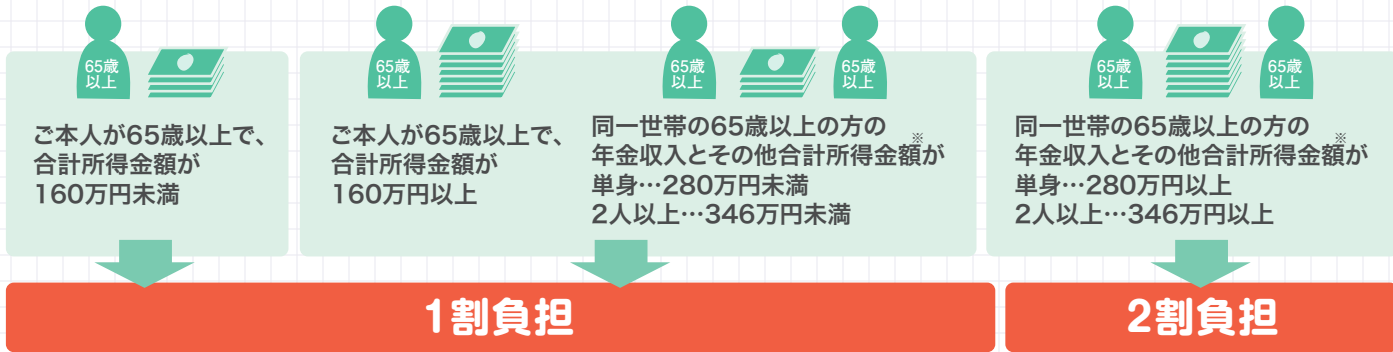 65歳
以上
ご本人が65歳以上で、
合計所得金額が
160万円未満
65歳
以上
ご本人が65歳以上で、
合計所得金額が
160万円以上
65歳
以上
65歳
以上
同一世帯の65歳以上の方の
年金収入とその他合計所得金額※が
単身…280万円未満
2人以上…346万円未満
65歳
以上
65歳
以上
同一世帯の65歳以上の方の
年金収入とその他合計所得金額※が
単身…280万円以上
2人以上…346万円以上
1割負担
2割負担